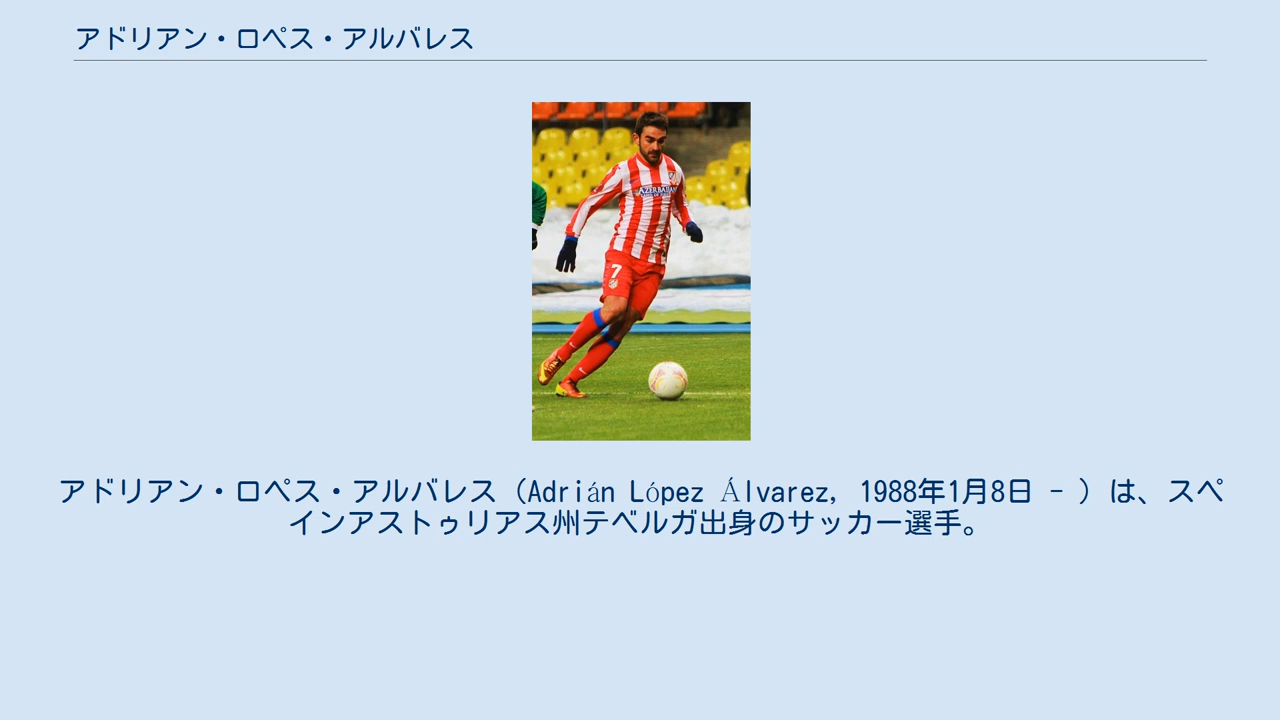 アドリアン・ロペス・アルバレス
AZERBAIJAN
7
アドリアン・ロペス・アルバレス（Adrián López Álvarez, 1988年1月8日 - ）は、スペ
インアストゥリアス州テベルガ出身のサッカー選手。